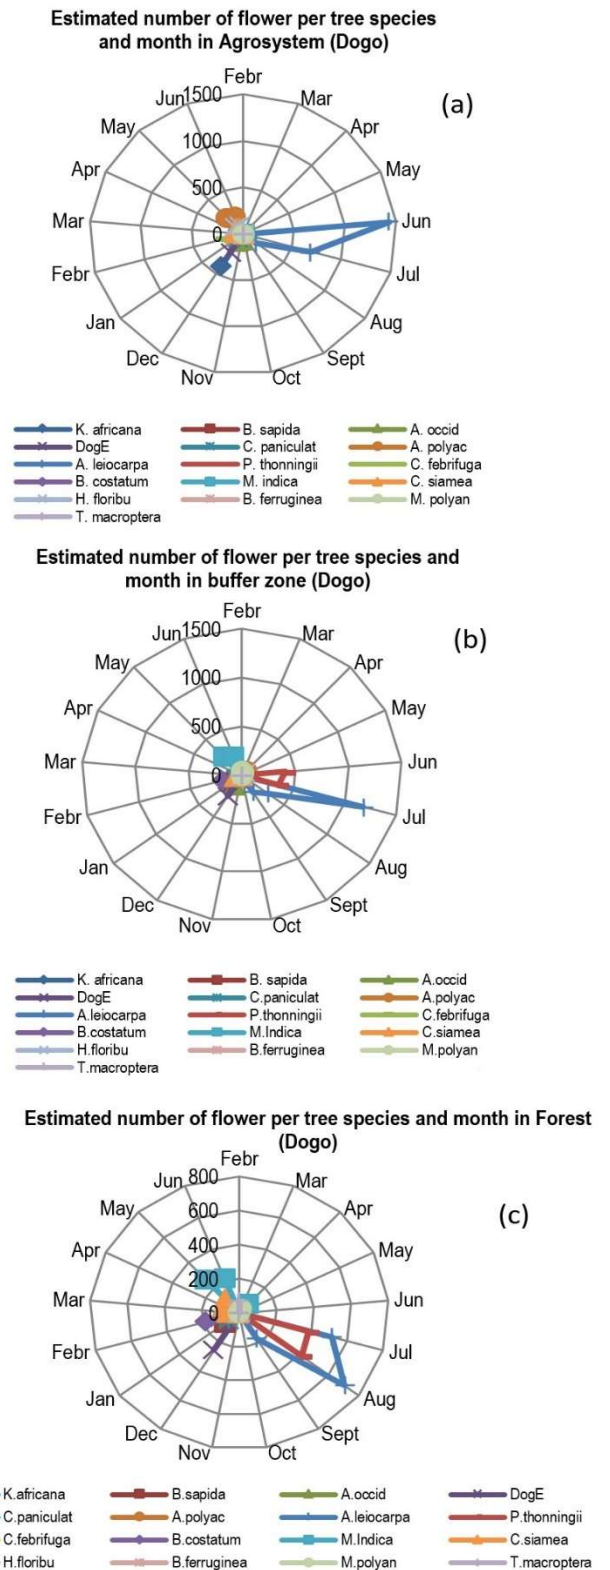 Estimated number of flower per tree species
and month in Agrosystem (Dogo)
(a)
Febr
Mar
Apr
May
Jun
Jul
Aug
Sept
Oct
Nov
Dec
Jan
Febr
Mar
Apr
May
Jun
1500
1000
500
0
K. africana B. sapida A. occid
DogE C. paniculat A. polyac
A. leiocarpa P. thonningii C. febrifuga
B. costatum M. indica C. siamea
H. floribu B. ferruginea M. polyan
T. macroptera
Estimated number of flower per tree species and
month in buffer zone (Dogo)
(b)
Febr
Mar
Apr
May
Jun
Jul
Aug
Sept
Oct
Nov
Dec
Jan
Febr
Mar
Apr
May
Jun
1500
1000
500
0
K. africana B. sapida A.occid
DogE C.paniculat A.polyac
A.leiocarpa P.thonningii C.febrifuga
B.costatum M.Indica C.siamea
H.floribu B.ferruginea M.polyan
T.macroptera
Estimated number of flower per tree species and month in Forest
(Dogo)
(c)
Febr
Mar
Apr
May
Jun
Jul
Aug
Sept
Oct
Nov
Dec
Jan
Febr
Mar
Apr
May
Jun
800
600
400
200
0
K.africana B.sapida A.occid DogE
C.paniculat A.polyac A.leiocarpa P.thonningii
C.febrifuga B.costatum M.Indica C.siamea
H.floribu B.ferruginea M.polyan T.macroptera